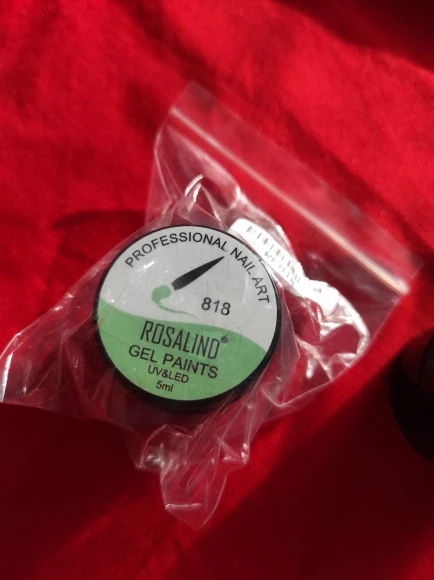 PROFESSIONAL NAIL ART
818
ROSALIND®
GEL PAINTS
UV&LED
5ml